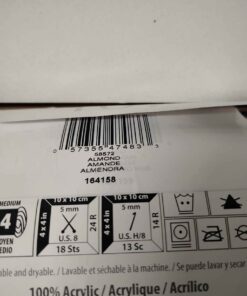 0 57355 47483 3
58572
ALMOND
AMANDE
ALMENDRA
164158
MEDIUM
4
MOYEN
MEDIO
10 x 10 cm
4 x 4 in
5 mm
U.S. 8
18 Sts
24 R
10 x 10 cm
4 x 4 in
5 mm
U.S. H/8
13 Sc
14 R
able and dryable. / Lavable et séchable à la machine. / Se puede lavar y secar
100% Acrylic / Acrylique / Acrílico